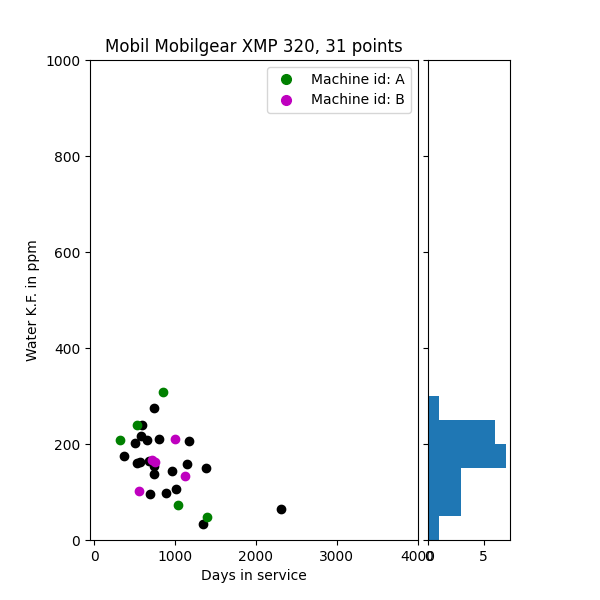 Mobil Mobilgear XMP 320, 31 points
Machine id: A
Machine id: B
Water K.F. in ppm
1000
800
600
400
200
0
0 1000 2000 3000 4000
Days in service
0 5